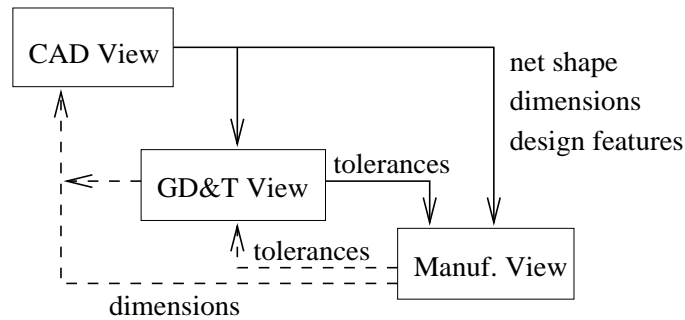 CAD View
net shape
dimensions
design features
tolerances
GD&T View
tolerances
Manuf. View
dimensions